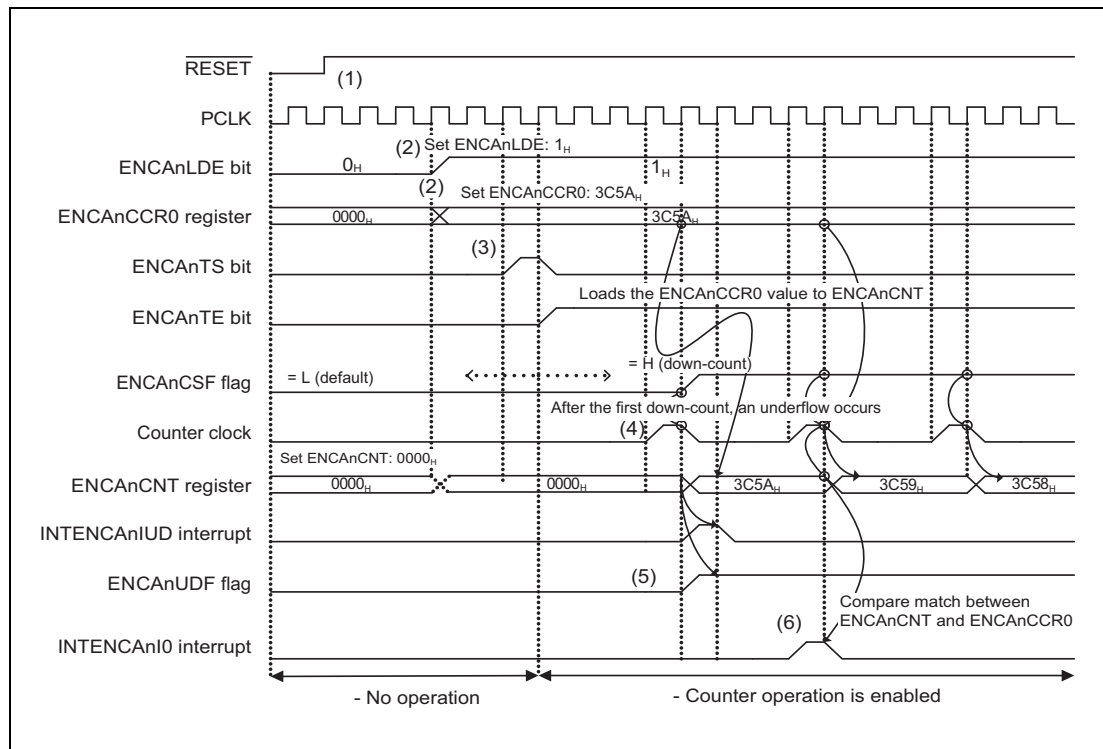 RESET
(1)
PCLK
(2) Set ENCAnLDE: 1H
ENCAnLDE bit
0H
1H
(2)
Set ENCAnCCR0: 3C5AH
ENCAnCCR0 register
0000H
3C5AH
(3)
ENCAnTS bit
Loads the ENCAnCCR0 value to ENCAnCNT
ENCAnTE bit
= H (down-count)
ENCAnCSF flag
= L (default)
After the first down-count, an underflow occurs
Counter clock
(4)
Set ENCAnCNT: 0000H
ENCAnCNT register
0000H
0000H
3C5AH
3C59H
3C58H
INTENCAnIUD interrupt
ENCAnUDF flag
(5)
Compare match between
ENCAnCNT and ENCAnCCR0
(6)
INTENCAnI0 interrupt
- No operation
- Counter operation is enabled